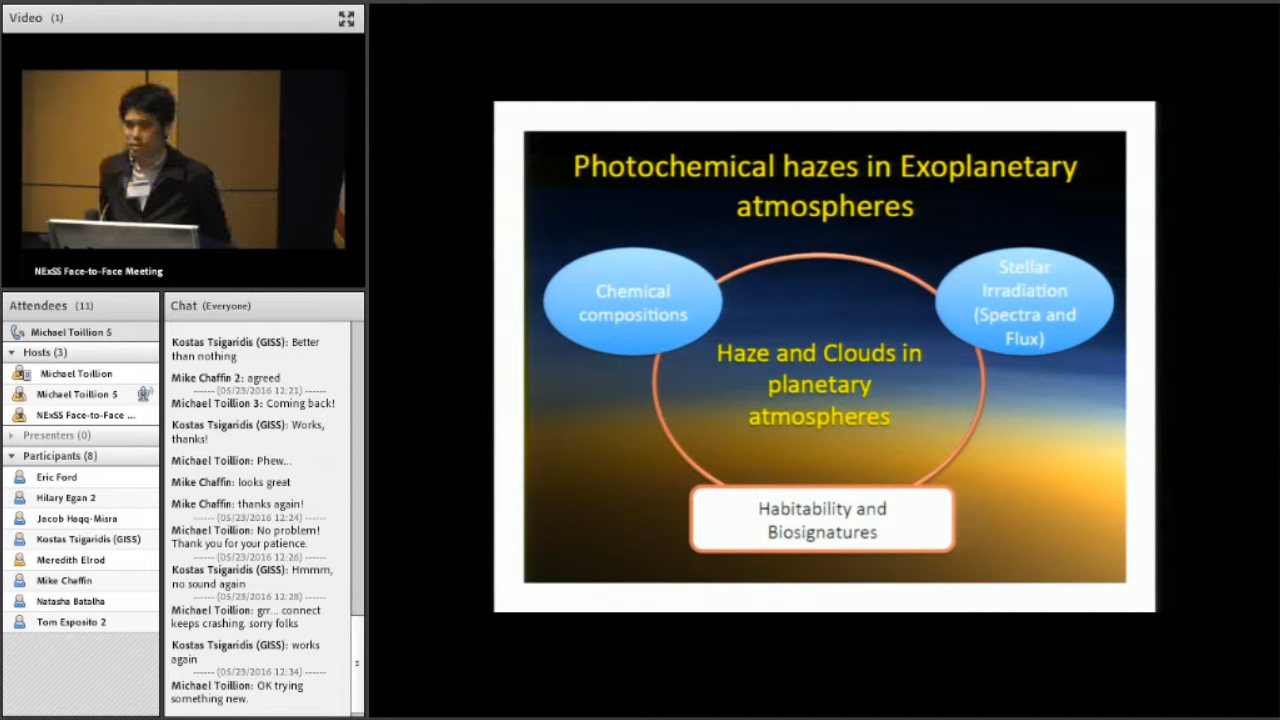 Video (1)
NExSS Face-to-Face Meeting
Attendees (11)
Michael Toillion 5
Hosts (3)
Michael Toillion
Michael Toillion 5
NExSS Face-to-Face ...
Presenters (0)
Participants (8)
Eric Ford
Hilary Egan 2
Jacob Haqq-Misra
Kostas Tsigaridis (GISS)
Meredith Elrod
Mike Chaffin
Natasha Batalha
Tom Esposito 2
Chat (Everyone)
Kostas Tsigaridis (GISS): Better
than nothing
Mike Chaffin 2: agreed
------ (05/23/2016 12:21) ------
Michael Toillion 3: Coming back!
Kostas Tsigaridis (GISS): Works,
thanks!
Michael Toillion: Phew...
Mike Chaffin: looks great
Mike Chaffin: thanks again!
------ (05/23/2016 12:24) ------
Michael Toillion: No problem!
Thank you for your patience.
------ (05/23/2016 12:26) ------
Kostas Tsigaridis (GISS): Hmmm,
no sound again
------ (05/23/2016 12:28) ------
Michael Toillion: grr... connect
keeps crashing. sorry folks
Kostas Tsigaridis (GISS): works
again
------ (05/23/2016 12:34) ------
Michael Toillion: OK trying
something new.
Photochemical hazes in Exoplanetary
atmospheres
Chemical
compositions
Stellar
Irradiation
(Spectra and
Flux)
Haze and Clouds in
planetary
atmospheres
Habitability and
Biosignatures